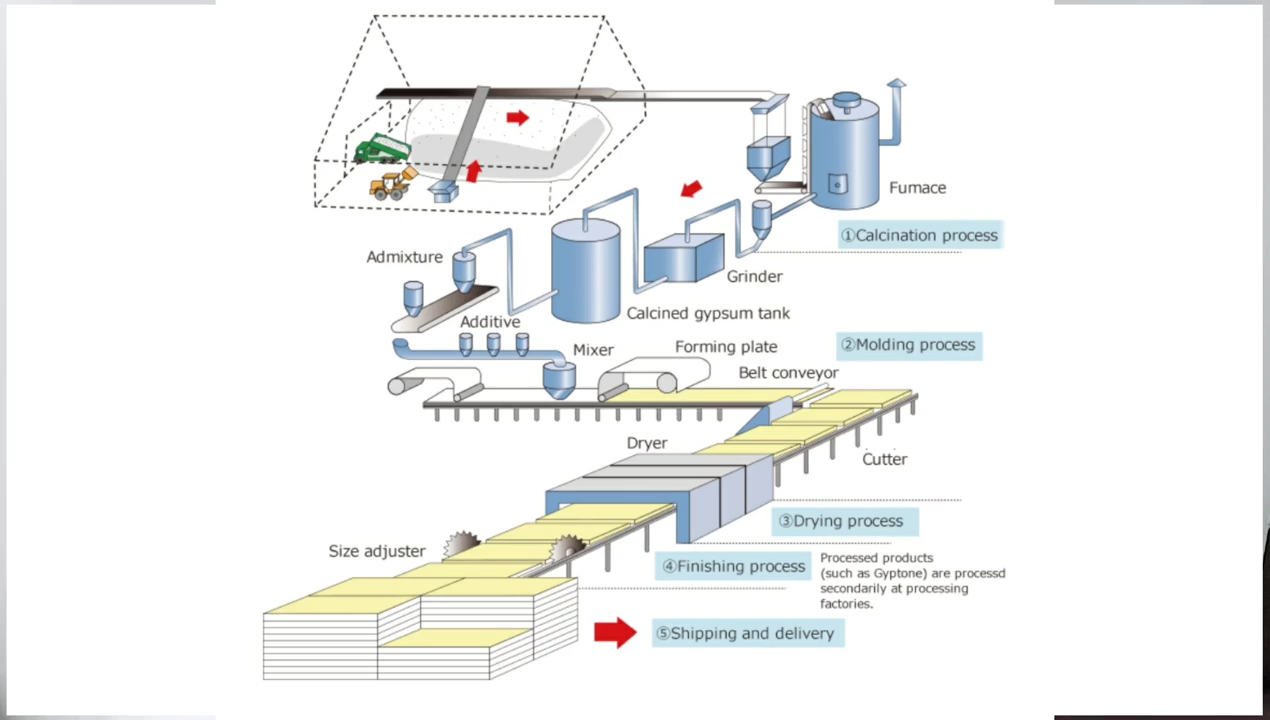 Fumace
①Calcination process
Admixture
Grinder
Calcined gypsum tank
Additive
Mixer
Forming plate
②Molding process
Belt conveyor
Dryer
Cutter
③Drying process
Size adjuster
④Finishing process
Processed products
(such as Gyptone) are processd
secondarily at processing
factories.
⑤Shipping and delivery